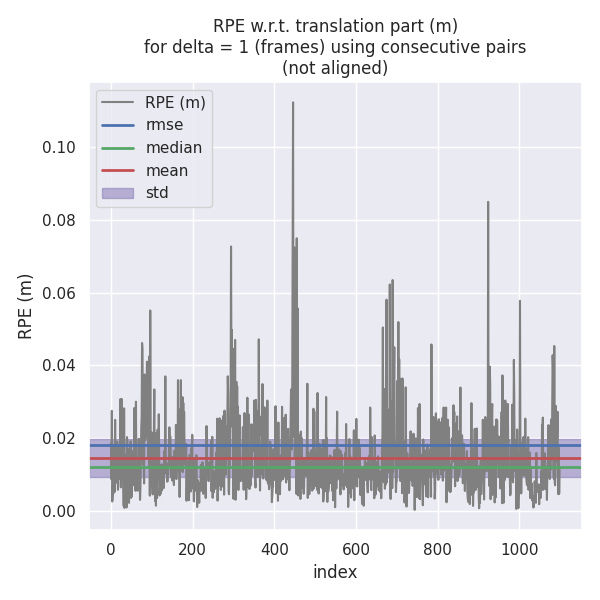 RPE w.r.t. translation part (m)
for delta = 1 (frames) using consecutive pairs
(not aligned)
RPE (m)
rmse
median
mean
std
0.10
0.08
0.06
0.04
0.02
0.00
RPE (m)
0 200 400 600 800 1000
index